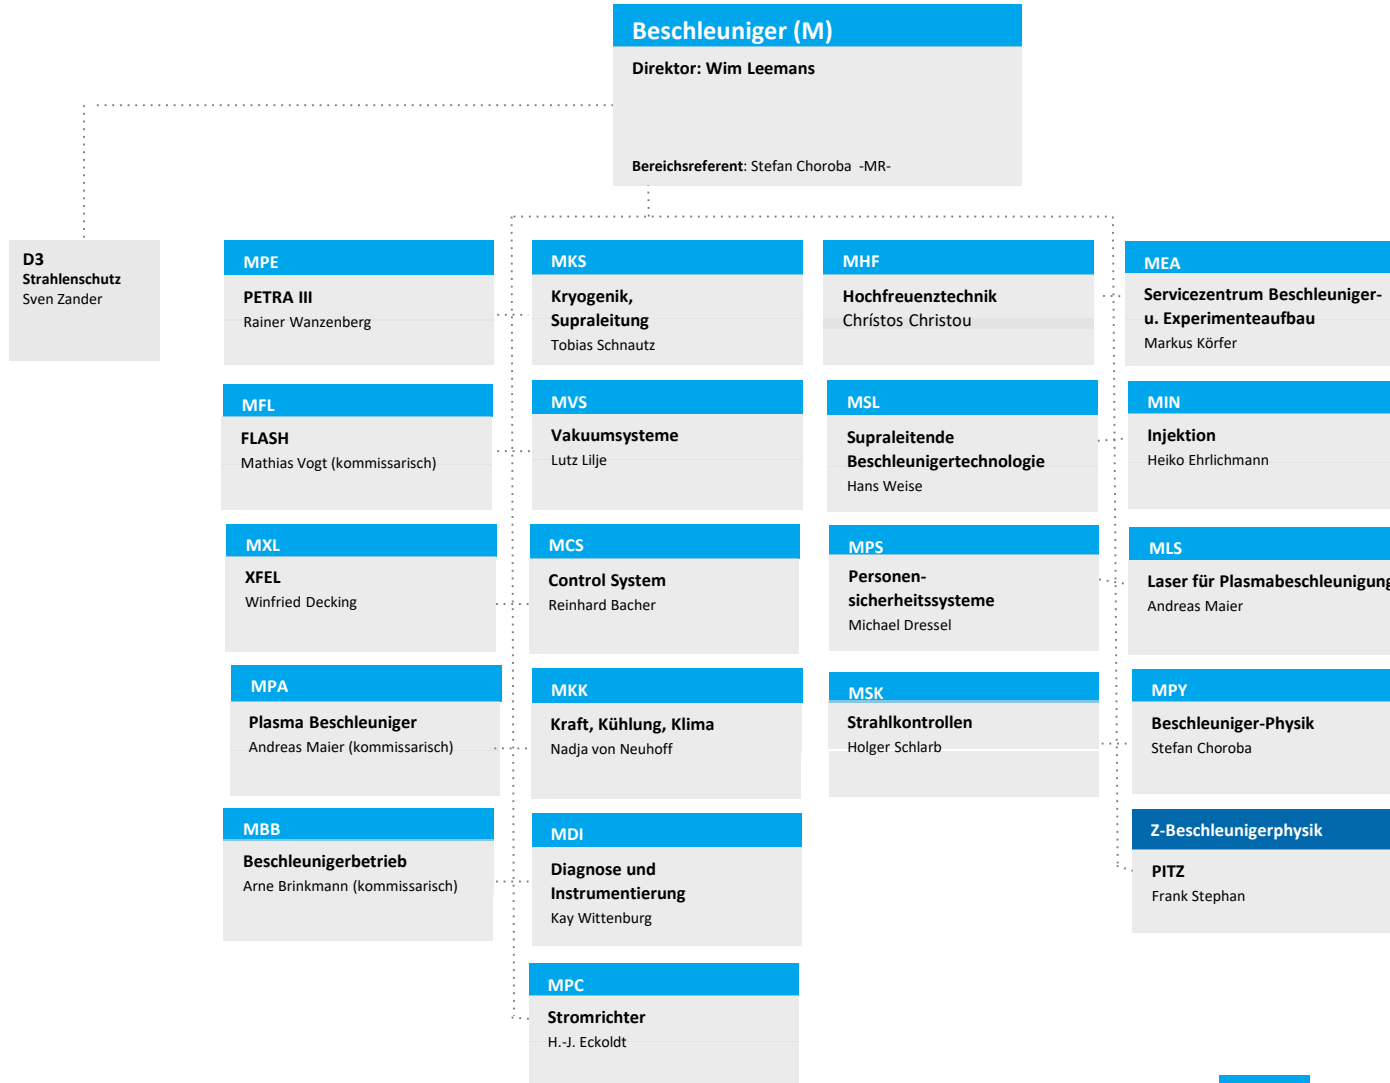 Beschleuniger (M)
Direktor: Wim Leemans
Bereichsreferent: Stefan Choroba -MR-
D3
Strahlenschutz
Sven Zander
MPE
PETRA III
Rainer Wanzenberg
MKS
Kryogenik,
Supraleitung
Tobias Schnautz
MHF
Hochfreuenztechnik
Chrístos Christou
MEA
Servicezentrum Beschleuniger-
u. Experimenteaufbau
Markus Körfer
MFL
FLASH
Mathias Vogt (kommissarisch)
MVS
Vakuumsysteme
Lutz Lilje
MSL
Supraleitende
Beschleunigertechnologie
Hans Weise
MIN
Injektion
Heiko Ehrlichmann
MXL
XFEL
Winfried Decking
MCS
Control System
Reinhard Bacher
MPS
Personen-
sicherheitssysteme
Michael Dressel
MLS
Laser für Plasmabeschleunigung
Andreas Maier
MPA
Plasma Beschleuniger
Andreas Maier (kommissarisch)
MKK
Kraft, Kühlung, Klima
Nadja von Neuhoff
MSK
Strahlkontrollen
Holger Schlarb
MPY
Beschleuniger-Physik
Stefan Choroba
MBB
Beschleunigerbetrieb
Arne Brinkmann (kommissarisch)
MDI
Diagnose und
Instrumentierung
Kay Wittenburg
Z-Beschleunigerphysik
PITZ
Frank Stephan
MPC
Stromrichter
H.-J. Eckoldt